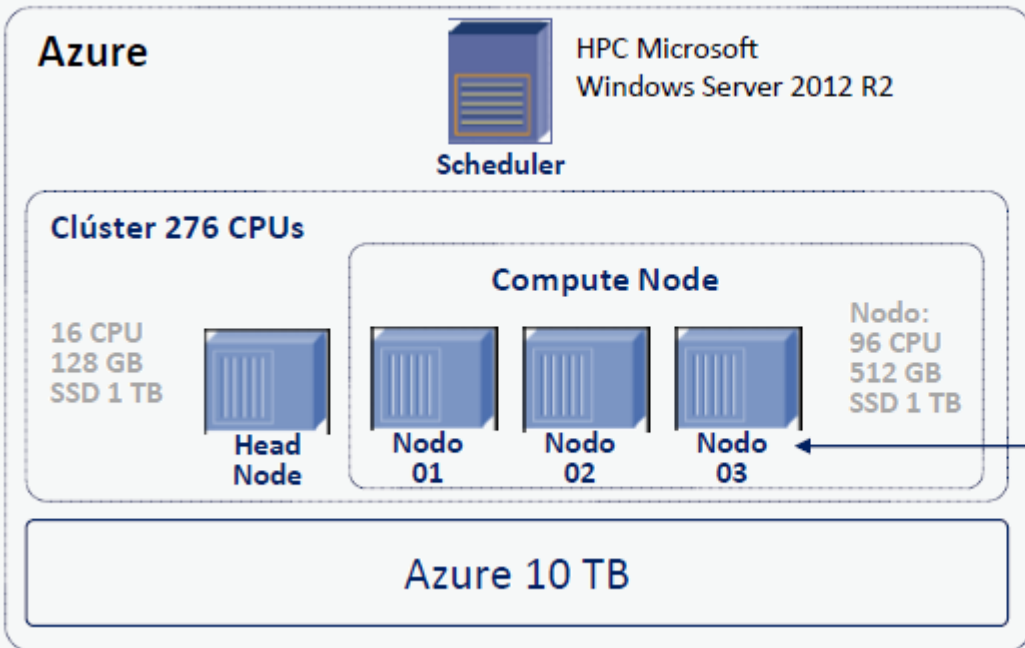 Azure
HPC Microsoft
Windows Server 2012 R2
Scheduler
Clúster 276 CPUs
Compute Node
16 CPU
128 GB
SSD 1 TB
Nodo:
96 CPU
512 GB
SSD 1 TB
Head
Node
Nodo
01
Nodo
02
Nodo
03
Azure 10 TB